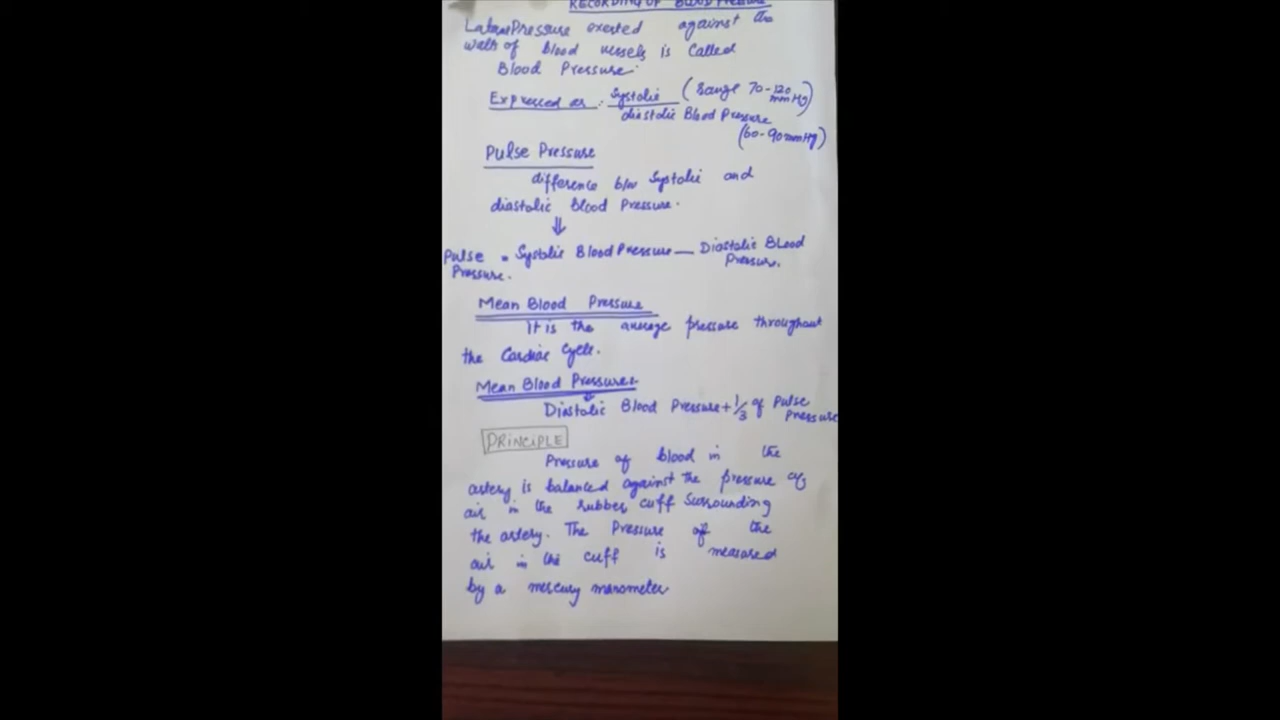 RECORDING OF BLOOD PRESSURE
Lateral Pressure exerted against the
walls of blood vessels is called
Blood Pressure.
Expressed as : Systolic (range 70-120 mmHg)
diastolic Blood Pressure
(60-90 mmHg)
Pulse Pressure
difference b/w Systolic and
diastolic Blood Pressure.
⇓
Pulse Pressure. = Systolic Blood Pressure — Diastolic Blood Pressure.
Mean Blood Pressure
It is the average pressure throughout
the Cardiac Cycle.
Mean Blood Pressure
Diastolic Blood Pressure + 1/3 of Pulse Pressure
PRINCIPLE
Pressure of blood in the
artery is balanced against the pressure of
air in the rubber cuff surrounding
the artery. The Pressure of the
air in the cuff is measured
by a mercury manometer